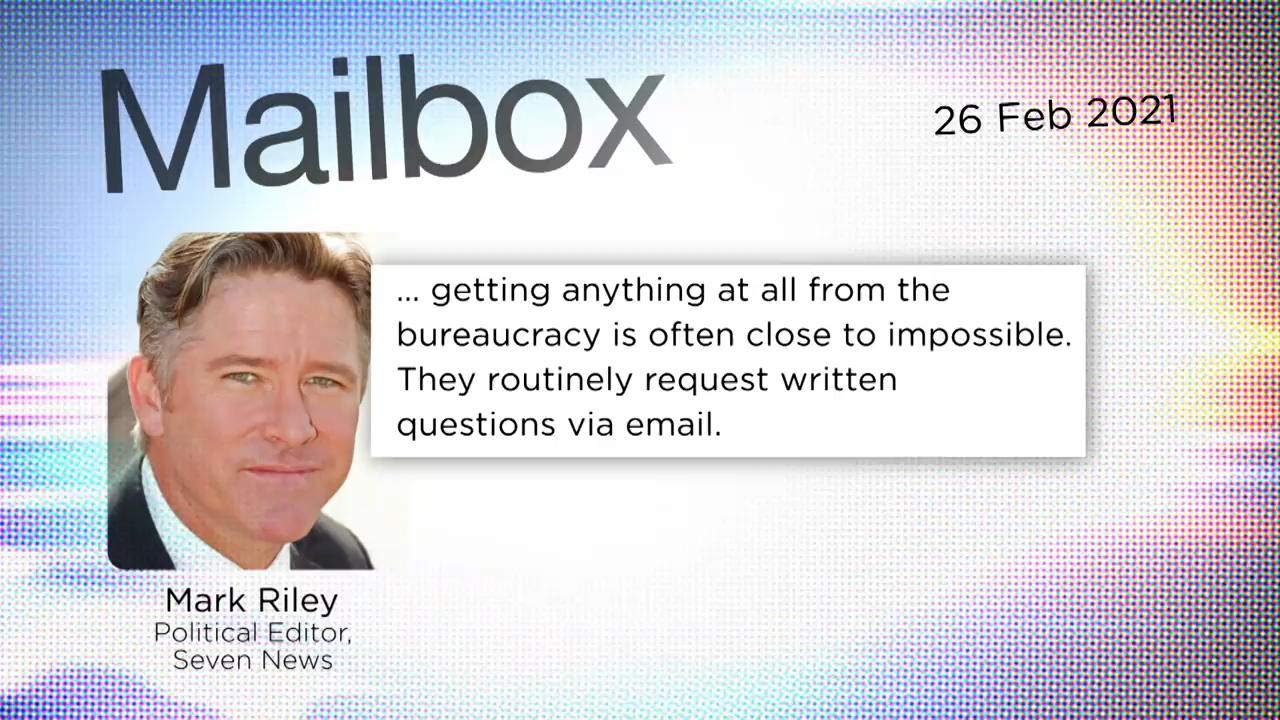 Mailbox
26 Feb 2021
... getting anything at all from the
bureaucracy is often close to impossible.
They routinely request written
questions via email.
Mark Riley
Political Editor,
Seven News